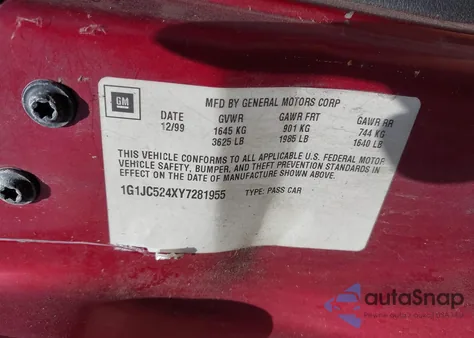 GM
MFD BY GENERAL MOTORS CORP
DATE GVWR GAWR FRT GAWR RR
12/99 1645 KG 901 KG 744 KG
3625 LB 1985 LB 1640 LB
THIS VEHICLE CONFORMS TO ALL APPLICABLE U.S. FEDERAL MOTOR
VEHICLE SAFETY, BUMPER, AND THEFT PREVENTION STANDARDS IN
EFFECT ON THE DATE OF MANUFACTURE SHOWN ABOVE.
1G1JC524XY7281955 TYPE: PASS CAR
autoSnap